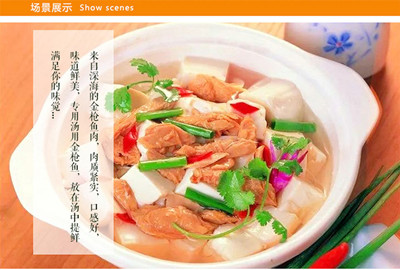 场景展示 Show scenes
来自深海的金枪鱼肉，肉质紧实、口感好，
味道鲜美，专用汤用金枪鱼，放在汤中提鲜
满足你的味觉...